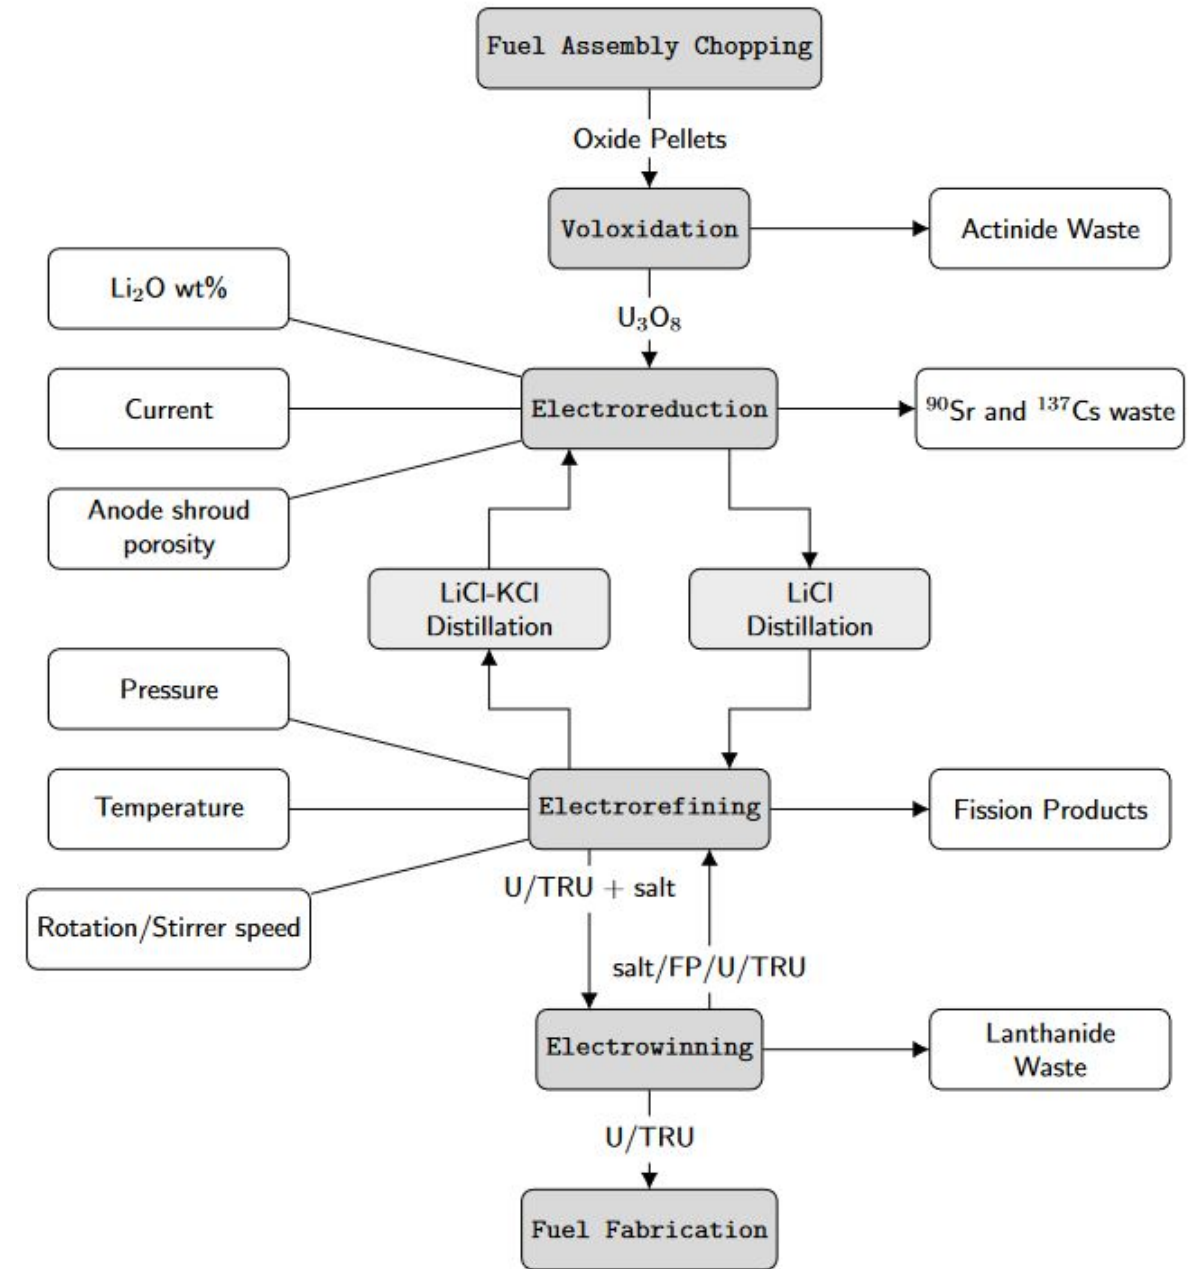 Fuel Assembly Chopping
Oxide Pellets
Voloxidation
Actinide Waste
Li₂O wt%
U₃O₈
Current
Electroreduction
⁹⁰Sr and ¹³⁷Cs waste
Anode shroud
porosity
LiCl-KCl
Distillation
LiCl
Distillation
Pressure
Temperature
Electrorefining
Fission Products
U/TRU + salt
Rotation/Stirrer speed
salt/FP/U/TRU
Electrowinning
Lanthanide
Waste
U/TRU
Fuel Fabrication